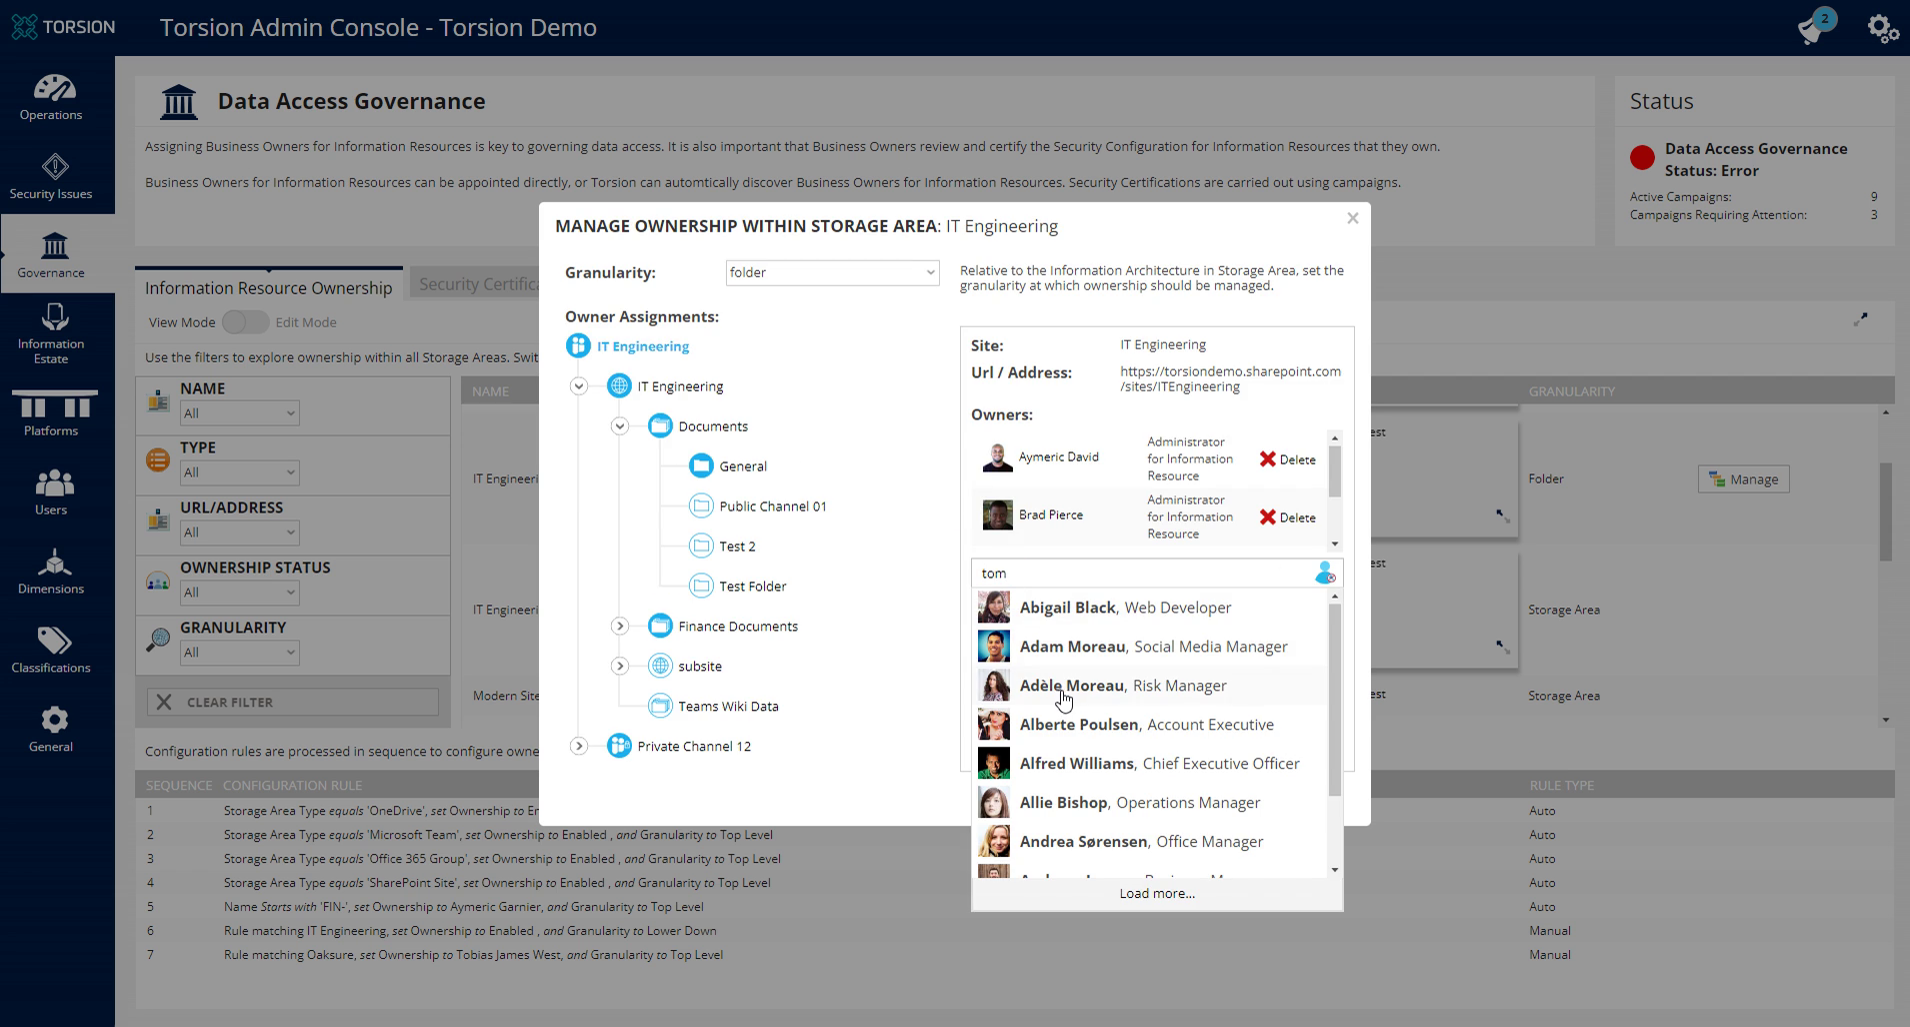 TORSION
Torsion Admin Console - Torsion Demo
2
Operations
Security Issues
Governance
Information
Estate
Platforms
Users
Dimensions
Classifications
General
Data Access Governance
Assigning Business Owners for Information Resources is key to governing data access. It is also important that Business Owners review and certify the Security Configuration for Information Resources that they own.
Business Owners for Information Resources can be appointed directly, or Torsion can automtically discover Business Owners for Information Resources. Security Certifications are carried out using campaigns.
Status
Data Access Governance
Status: Error
Active Campaigns: 9
Campaigns Requiring Attention: 3
Information Resource Ownership
Security Certifica
View Mode Edit Mode
Use the filters to explore ownership within all Storage Areas. Swit
NAME
All
TYPE
All
URL/ADDRESS
All
OWNERSHIP STATUS
All
GRANULARITY
All
CLEAR FILTER
NAME
IT Engineeri
IT Engineeri
Modern Site
GRANULARITY
est
Folder
Manage
est
Storage Area
est
Storage Area
MANAGE OWNERSHIP WITHIN STORAGE AREA: IT Engineering
Granularity: folder
Relative to the Information Architecture in Storage Area, set the
granularity at which ownership should be managed.
Owner Assignments:
IT Engineering
IT Engineering
Documents
General
Public Channel 01
Test 2
Test Folder
Finance Documents
subsite
Teams Wiki Data
Private Channel 12
Site: IT Engineering
Url / Address: https://torsiondemo.sharepoint.com
/sites/ITEngineering
Owners:
Aymeric David
Administrator
for Information
Resource
Delete
Brad Pierce
Administrator
for Information
Resource
Delete
tom
Abigail Black, Web Developer
Adam Moreau, Social Media Manager
Adèle Moreau, Risk Manager
Alberte Poulsen, Account Executive
Alfred Williams, Chief Executive Officer
Allie Bishop, Operations Manager
Andrea Sørensen, Office Manager
Load more...
Configuration rules are processed in sequence to configure owne
SEQUENCE CONFIGURATION RULE RULE TYPE
1 Storage Area Type equals 'OneDrive', set Ownership to En Auto
2 Storage Area Type equals 'Microsoft Team', set Ownership to Enabled , and Granularity to Top Level Auto
3 Storage Area Type equals 'Office 365 Group', set Ownership to Enabled , and Granularity to Top Level Auto
4 Storage Area Type equals 'SharePoint Site', set Ownership to Enabled , and Granularity to Top Level Auto
5 Name Starts with 'FIN-', set Ownership to Aymeric Garnier, and Granularity to Top Level Auto
6 Rule matching IT Engineering, set Ownership to Enabled , and Granularity to Lower Down Manual
7 Rule matching Oaksure, set Ownership to Tobias James West, and Granularity to Top Level Manual